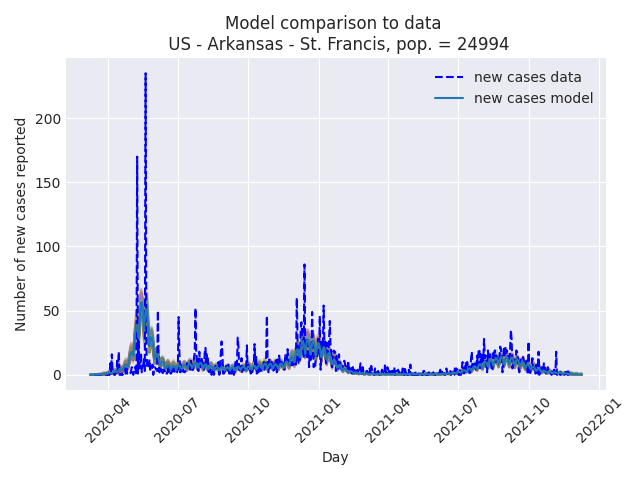 Model comparison to data
US - Arkansas - St. Francis, pop. = 24994
new cases data
new cases model
Number of new cases reported
200
150
100
50
0
2020-04
2020-07
2020-10
2021-01
2021-04
2021-07
2021-10
2022-01
Day